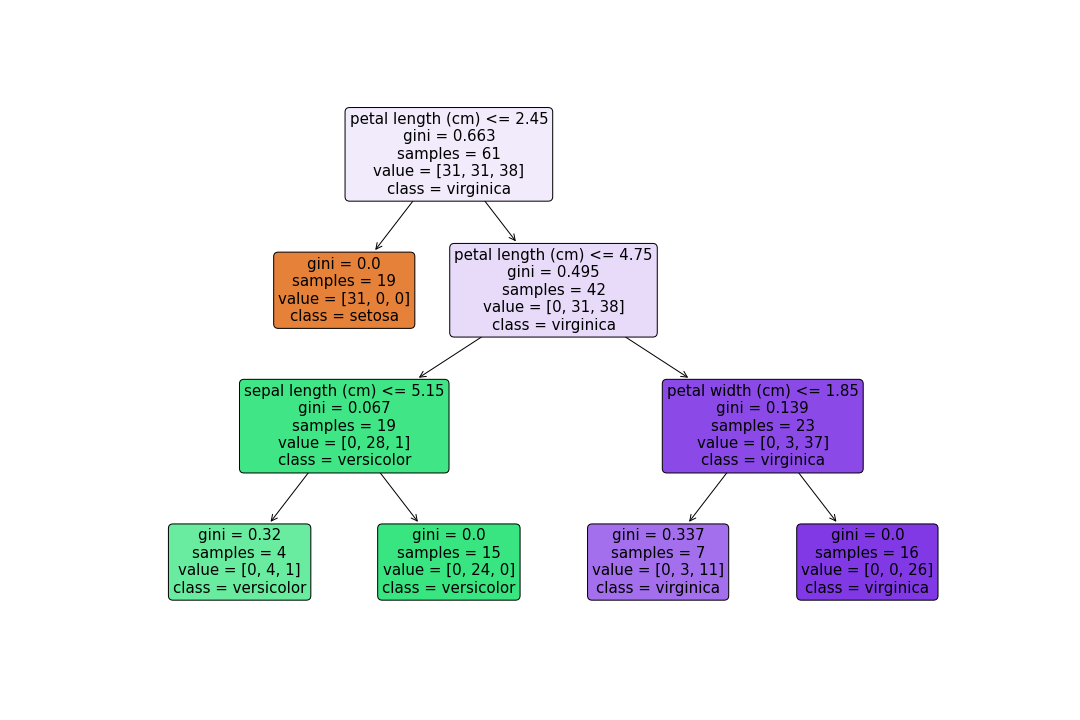 petal length (cm) <= 2.45
gini = 0.663
samples = 61
value = [31, 31, 38]
class = virginica
gini = 0.0
samples = 19
value = [31, 0, 0]
class = setosa
petal length (cm) <= 4.75
gini = 0.495
samples = 42
value = [0, 31, 38]
class = virginica
sepal length (cm) <= 5.15
gini = 0.067
samples = 19
value = [0, 28, 1]
class = versicolor
petal width (cm) <= 1.85
gini = 0.139
samples = 23
value = [0, 3, 37]
class = virginica
gini = 0.32
samples = 4
value = [0, 4, 1]
class = versicolor
gini = 0.0
samples = 15
value = [0, 24, 0]
class = versicolor
gini = 0.337
samples = 7
value = [0, 3, 11]
class = virginica
gini = 0.0
samples = 16
value = [0, 0, 26]
class = virginica